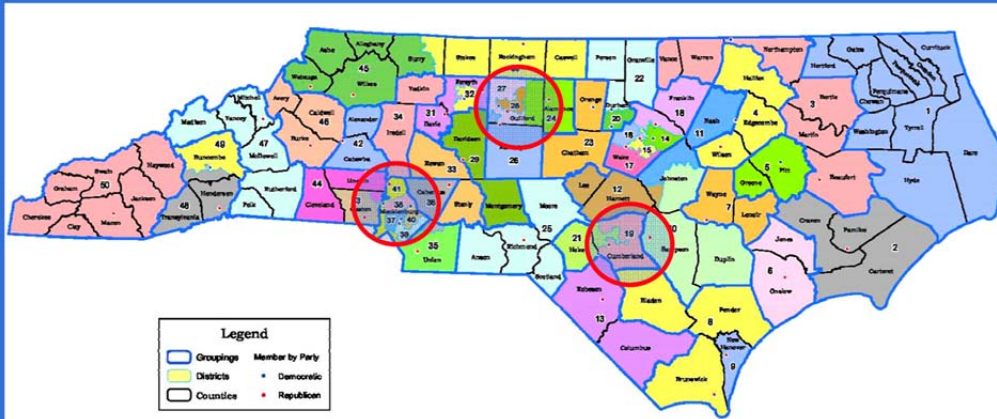 Ashe
Alleghany
Surry
Stokes
Rockingham
Caswell
Person
Granville
Vance
Warren
Northampton
Gates
Currituck
Hertford
Perquimans
Chowan
Watauga
45
Wilkes
Yadkin
Forsyth
32
27
28
Guilford
24
Orange
Durham
20
22
Franklin
18
Halifax
Bertie
3
Martin
Washington
Tyrrell
1
Dare
Mitchell
Avery
Caldwell
46
Alexander
34
Iredell
31
Davie
Davidson
29
26
Chatham
23
16
14
15
Wake
17
Nash
11
4
Edgecombe
Wilson
Madison
Yancey
47
McDowell
Burke
42
Catawba
Rowan
33
Johnston
5
Pitt
Greene
Beaufort
Hyde
Haywood
Buncombe
49
Swain
Graham
50
Jackson
Cherokee
Macon
Clay
48
Henderson
Transylvania
Polk
Rutherford
44
Cleveland
Lincoln
Gaston
41
Cabarrus
36
38
Mecklenburg
37
40
39
Stanly
Montgomery
Moore
Lee
12
Harnett
Wayne
7
Lenoir
Craven
Pamlico
2
Carteret
Jones
35
Union
Anson
Richmond
25
Scotland
21
Hoke
19
Cumberland
Sampson
Duplin
6
Onslow
Robeson
13
Bladen
Columbus
Pender
8
New
Hanover
9
Brunswick
Legend
Groupings
Member by Party
Districts
Democratic
Counties
Republican